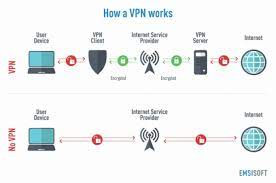 How a VPN works
User
Device
VPN
Client
Internet Service
Provider
VPN
Server
Internet
VPN
Encrypted
Encrypted
User
Device
Internet Service
Provider
Internet
No VPN
EMSISOFT